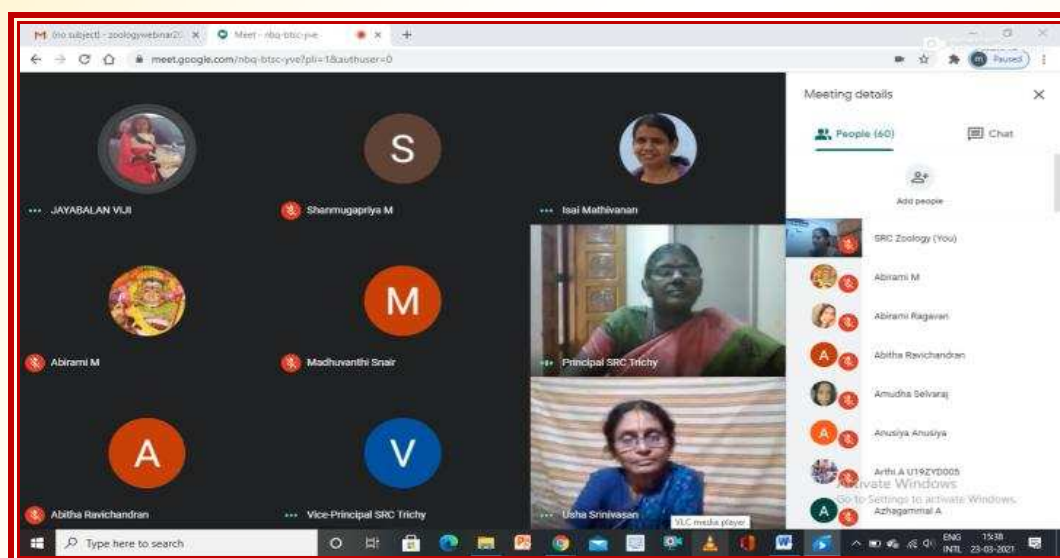 (no subject) - zoologywebinar20
Meet - nbq-btsc-yve
meet.google.com/nbq-btsc-yve?pli=1&authuser=0
Paused
Meeting details
People (60)
Chat
Add people
S
JAYABALAN VIJI
Shanmugapriya M
Isai Mathivanan
M
Abirami M
Madhuvanthi Snair
Principal SRC Trichy
A
V
Abitha Ravichandran
Vice-Principal SRC Trichy
Usha Srinivasan
VLC media player
SRC Zoology (You)
Abirami M
Abirami Ragavan
A
Abitha Ravichandran
Amudha Selvaraj
A
Anusiya Anusiya
Arthi A U19ZYD005
Activate Windows
Go to Settings to activate Windows.
A
Azhagammal A
Type here to search
ENG
INTL
15:38
23-03-2021